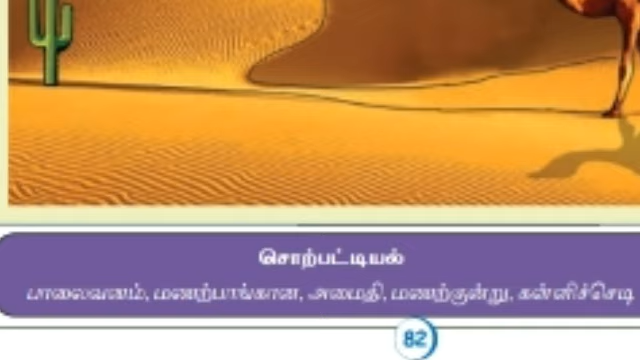 சொற்பட்டியல்
பாலைவனம், மணற்பாங்கான, அமைதி, மணற்குன்று, கள்ளிச்செடி
82